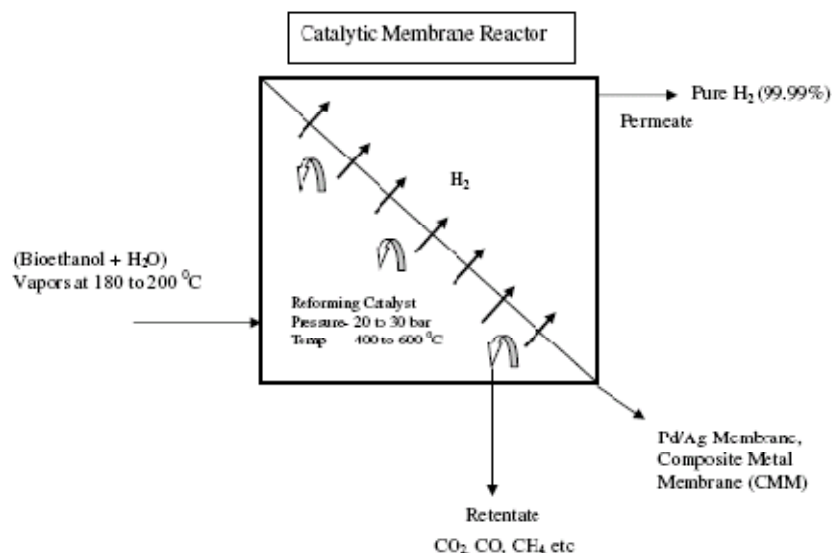 Catalytic Membrane Reactor
Pure H₂ (99.99%)
Permeate
H₂
(Bioethanol + H₂O)
Vapors at 180 to 200 ⁰C
Reforming Catalyst
Pressure- 20 to 30 bar
Temp 400 to 600 ⁰C
Pd/Ag Membrane,
Composite Metal
Membrane (CMM)
Retentate
CO₂, CO, CH₄ etc